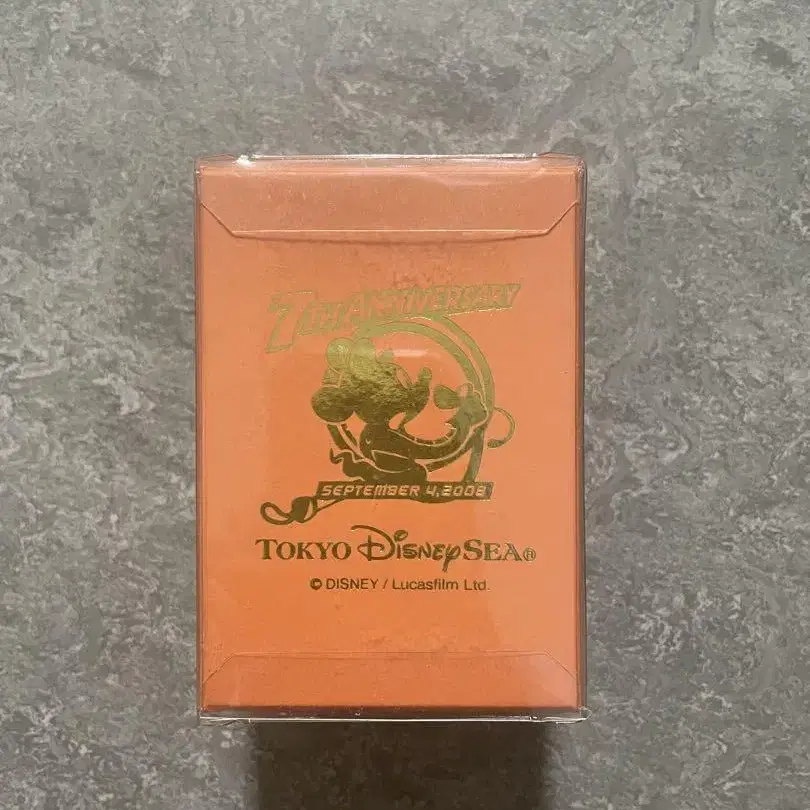 7TH ANNIVERSARY
SEPTEMBER 4,2008
TOKYO DISNEYSEA®
© DISNEY / Lucasfilm Ltd.